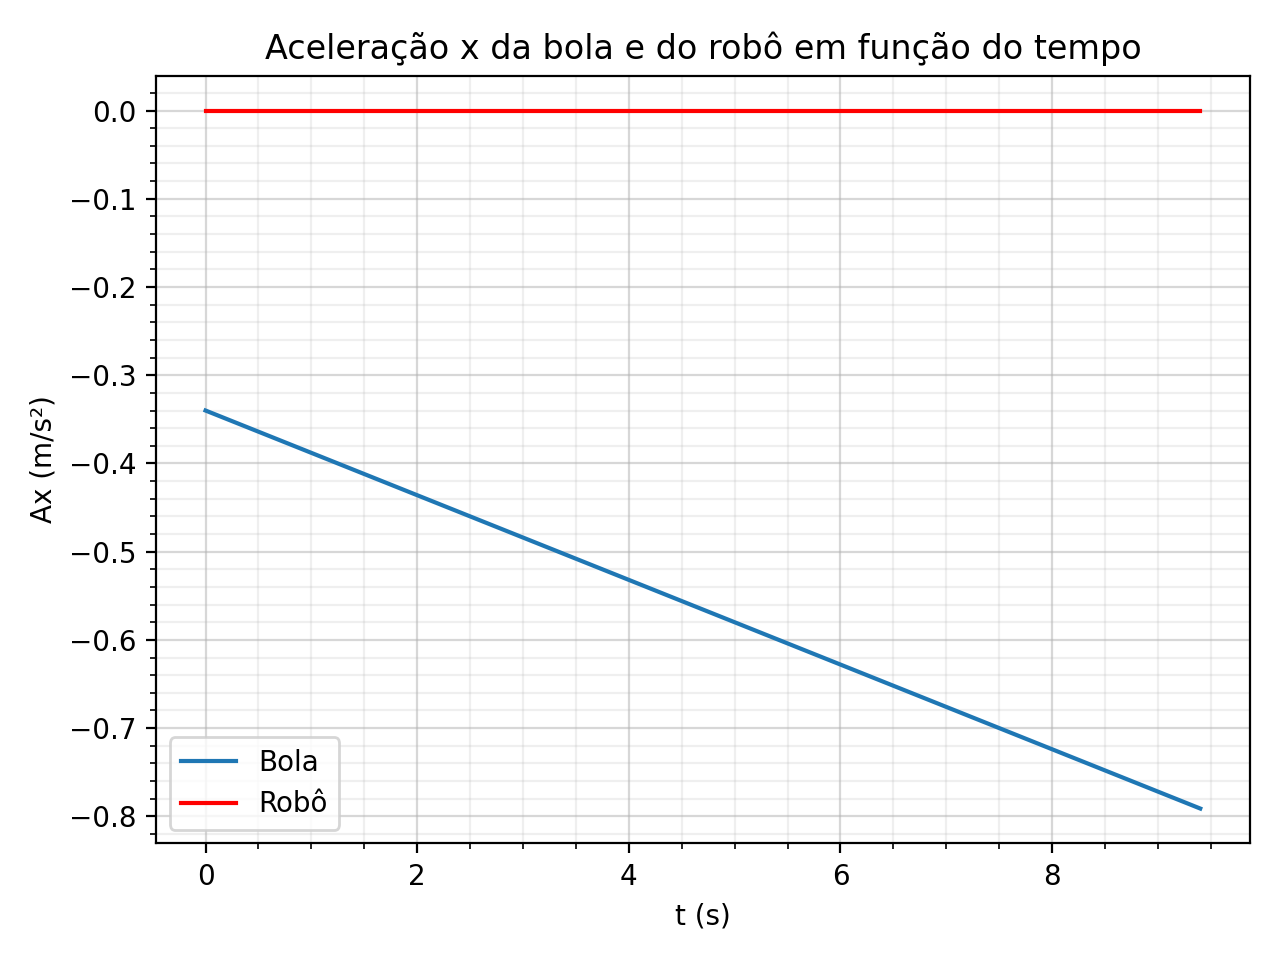 Aceleração x da bola e do robô em função do tempo
Ax (m/s²)
0.0
−0.1
−0.2
−0.3
−0.4
−0.5
−0.6
−0.7
−0.8
Bola
Robô
0 2 4 6 8
t (s)